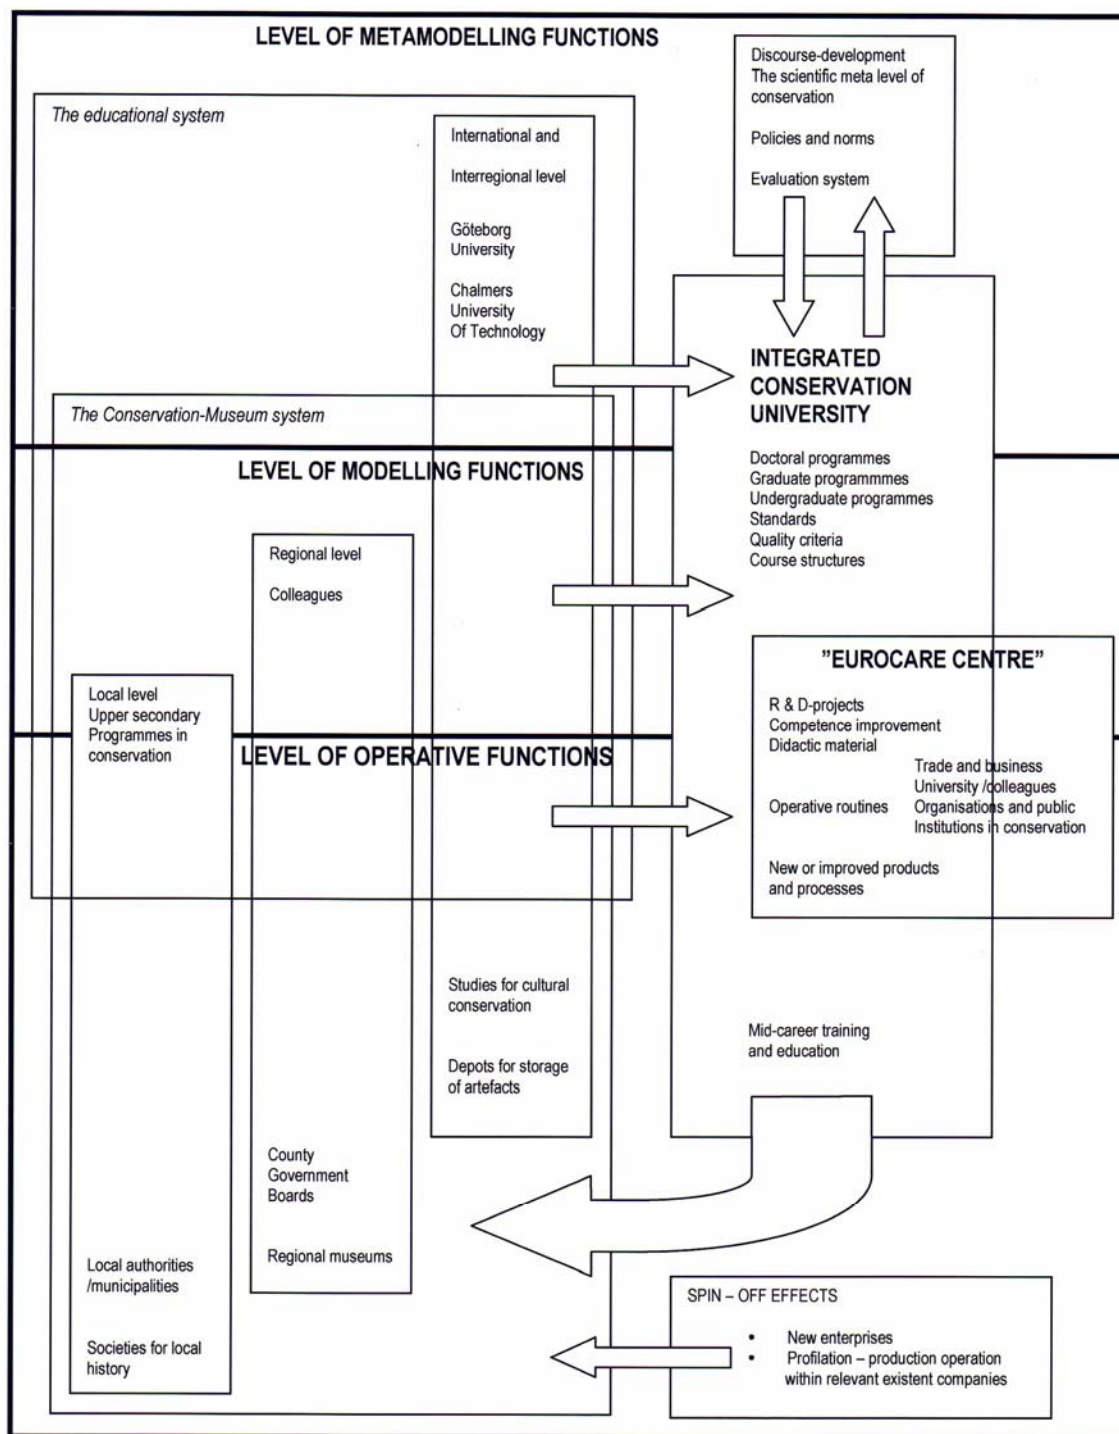 LEVEL OF METAMODELLING FUNCTIONS
Discourse-development
The scientific meta level of
conservation
Policies and norms
Evaluation system
The educational system
International and
Interregional level
Göteborg
University
Chalmers
University
Of Technology
INTEGRATED
CONSERVATION
UNIVERSITY
Doctoral programmes
Graduate programmmes
Undergraduate programmes
Standards
Quality criteria
Course structures
The Conservation-Museum system
LEVEL OF MODELLING FUNCTIONS
Regional level
Colleagues
"EUROCARE CENTRE"
R & D-projects
Competence improvement
Didactic material
Trade and business
University /colleagues
Operative routines
Organisations and public
Institutions in conservation
New or improved products
and processes
Local level
Upper secondary
Programmes in
conservation
LEVEL OF OPERATIVE FUNCTIONS
Studies for cultural
conservation
Depots for storage
of artefacts
Mid-career training
and education
County
Government
Boards
Regional museums
Local authorities
/municipalities
Societies for local
history
SPIN – OFF EFFECTS
• New enterprises
• Profilation – production operation
within relevant existent companies